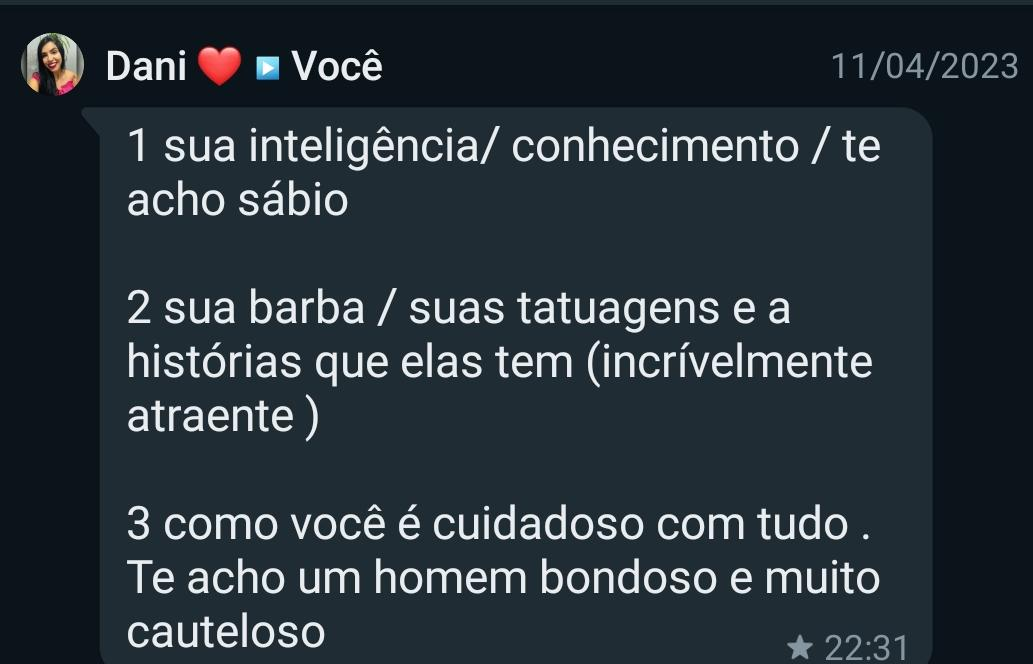 Dani ❤️ ▶️ Você
11/04/2023
1 sua inteligência/ conhecimento / te
acho sábio
2 sua barba / suas tatuagens e a
histórias que elas tem (incrívelmente
atraente )
3 como você é cuidadoso com tudo .
Te acho um homem bondoso e muito
cauteloso
★ 22:31